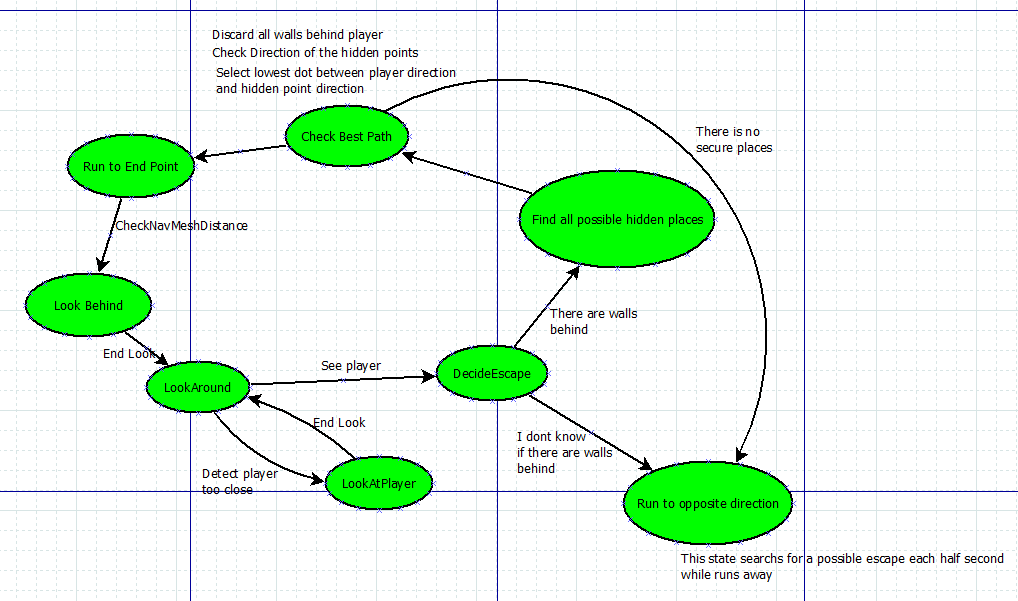 Discard all walls behind player
Check Direction of the hidden points
Select lowest dot between player direction
and hidden point direction
Check Best Path
There is no
secure places
Run to End Point
Find all possible hidden places
CheckNavMeshDistance
Look Behind
There are walls
behind
End Look
See player
DecideEscape
LookAround
End Look
I dont know
if there are walls
behind
Detect player
too close
LookAtPlayer
Run to opposite direction
This state searchs for a possible escape each half second
while runs away